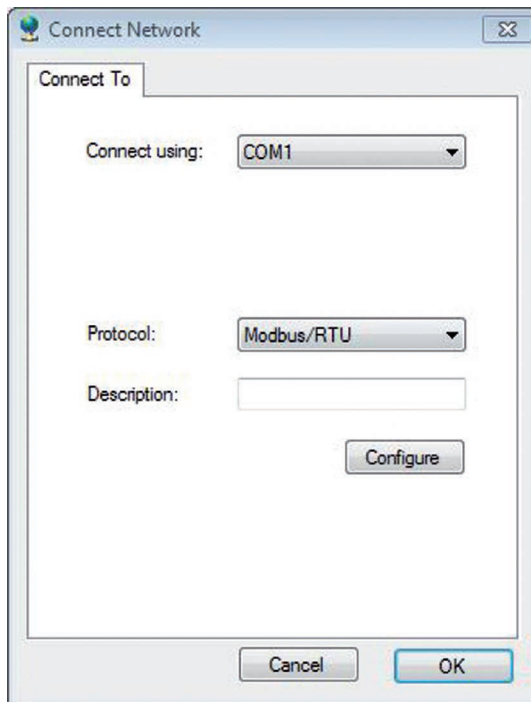 Connect Network
Connect To
Connect using: COM1
Protocol: Modbus/RTU
Description:
Configure
Cancel OK